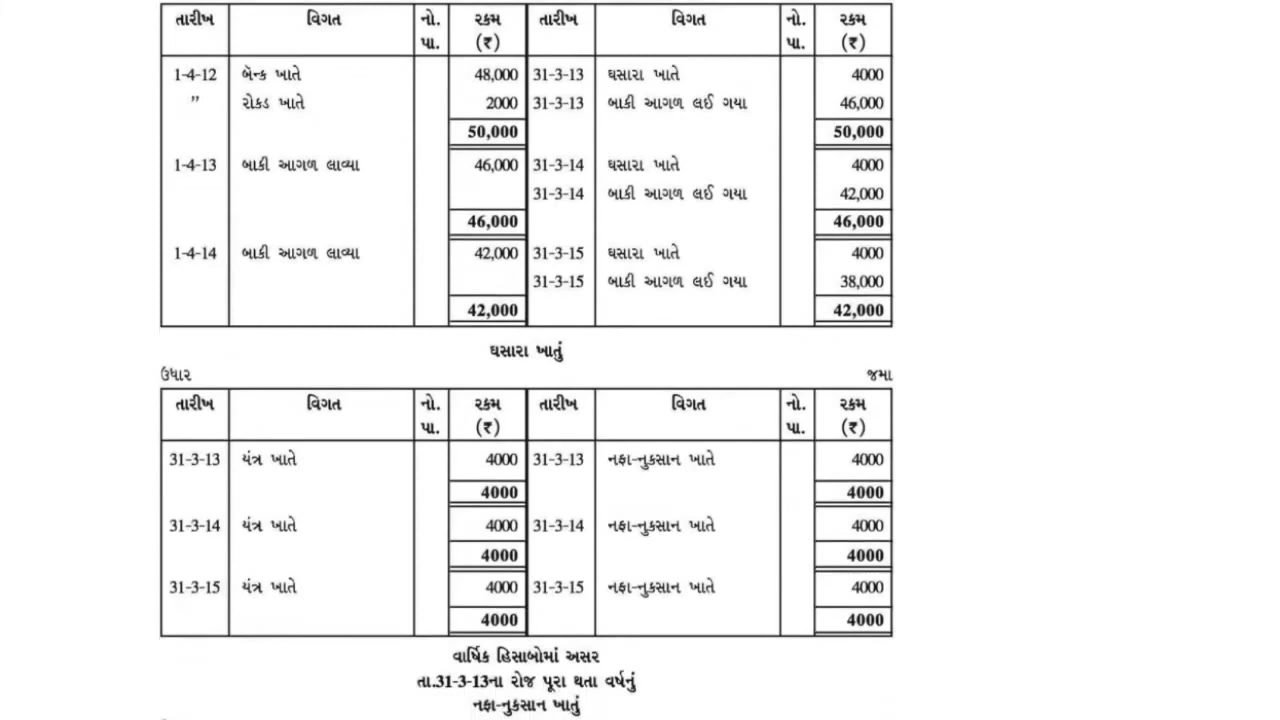 તારીખ વિગત નો. પા. રકમ (₹) તારીખ વિગત નો. પા. રકમ (₹)
1-4-12 બૅન્ક ખાતે 48,000 31-3-13 ઘસારા ખાતે 4000
” રોકડ ખાતે 2000 31-3-13 બાકી આગળ લઈ ગયા 46,000
50,000 50,000
1-4-13 બાકી આગળ લાવ્યા 46,000 31-3-14 ઘસારા ખાતે 4000
31-3-14 બાકી આગળ લઈ ગયા 42,000
46,000 46,000
1-4-14 બાકી આગળ લાવ્યા 42,000 31-3-15 ઘસારા ખાતે 4000
31-3-15 બાકી આગળ લઈ ગયા 38,000
42,000 42,000
ઘસારા ખાતું
ઉધાર જમા
તારીખ વિગત નો. પા. રકમ (₹) તારીખ વિગત નો. પા. રકમ (₹)
31-3-13 યંત્ર ખાતે 4000 31-3-13 નફા-નુકસાન ખાતે 4000
4000 4000
31-3-14 યંત્ર ખાતે 4000 31-3-14 નફા-નુકસાન ખાતે 4000
4000 4000
31-3-15 યંત્ર ખાતે 4000 31-3-15 નફા-નુકસાન ખાતે 4000
4000 4000
વાર્ષિક હિસાબોમાં અસર
તા.31-3-13ના રોજ પૂરા થતા વર્ષનું
નફા-નુકસાન ખાતું